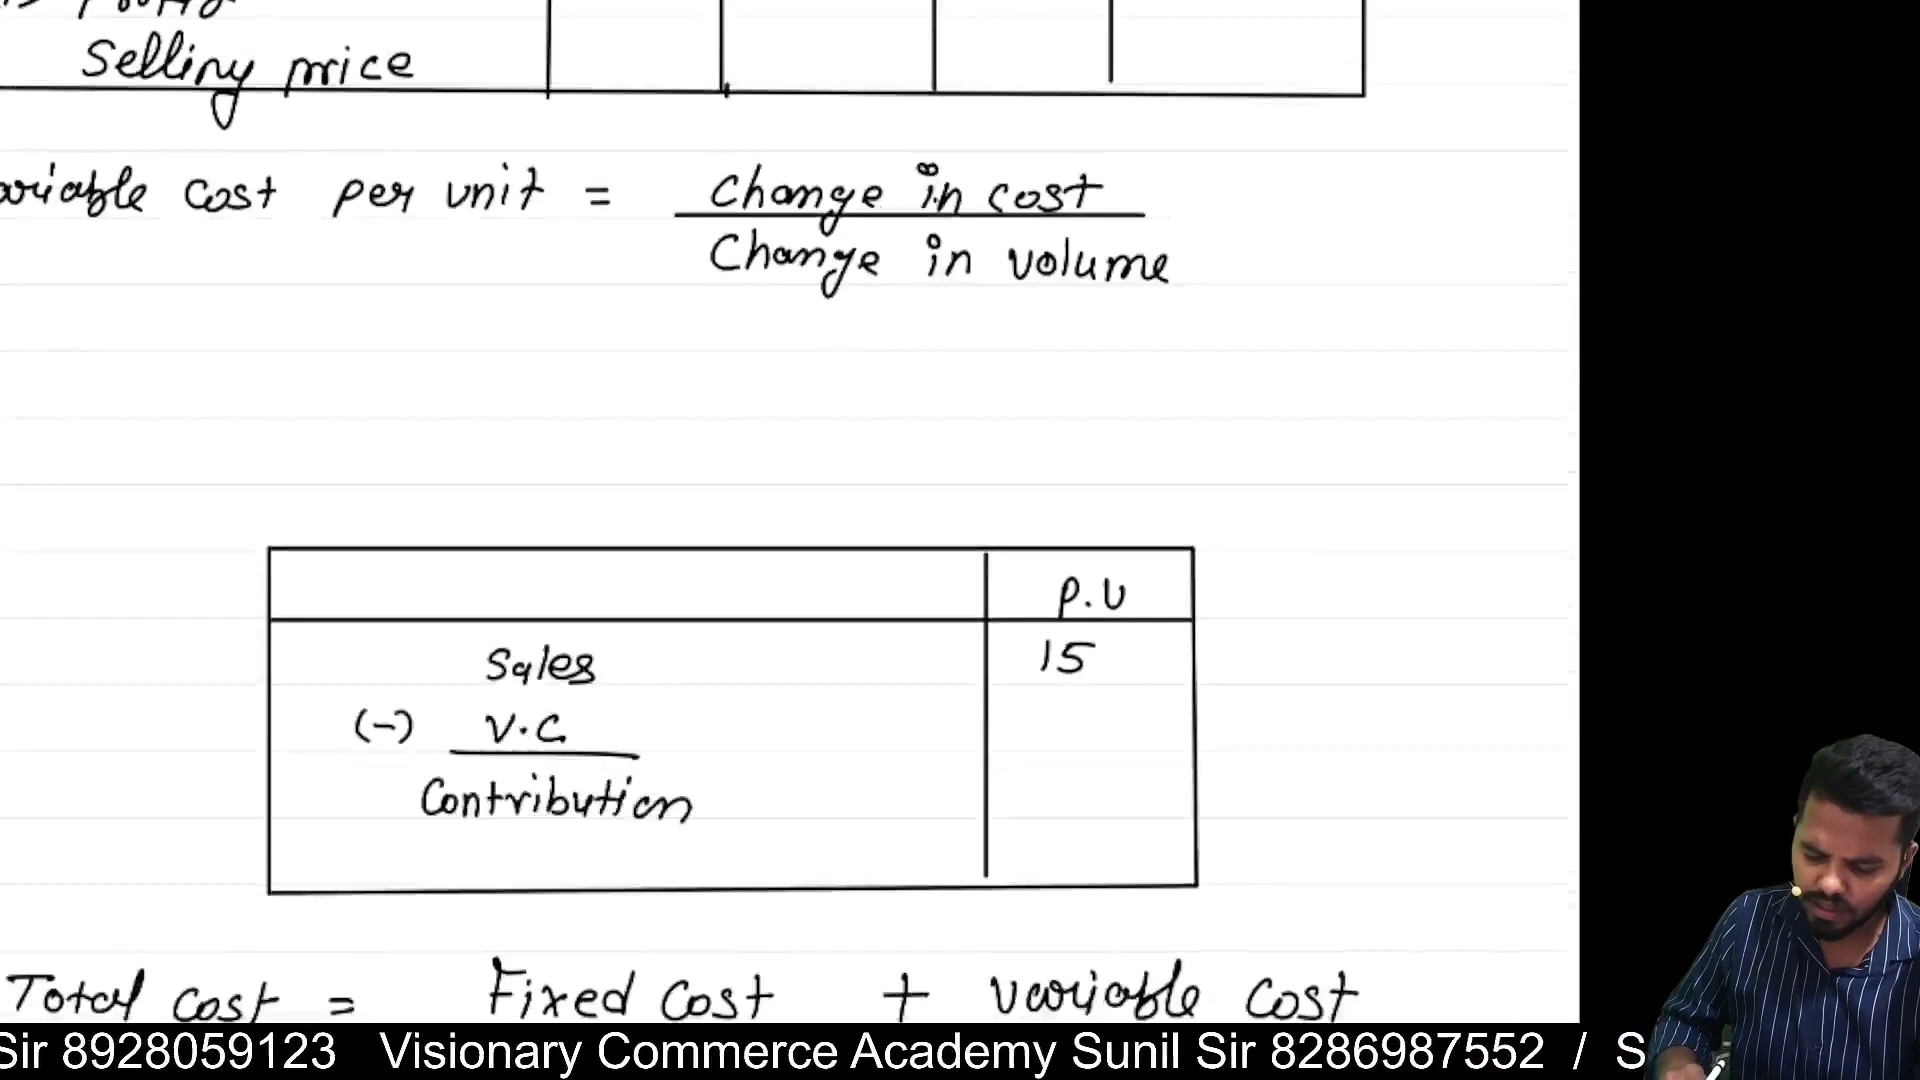 Selling price
cost per unit = Change in cost
Change in volume
P.U
Sales 15
(-) V.C
Contribution
Total cost = Fixed cost + variable cost
Sir 8928059123 Visionary Commerce Academy Sunil Sir 8286987552 / S